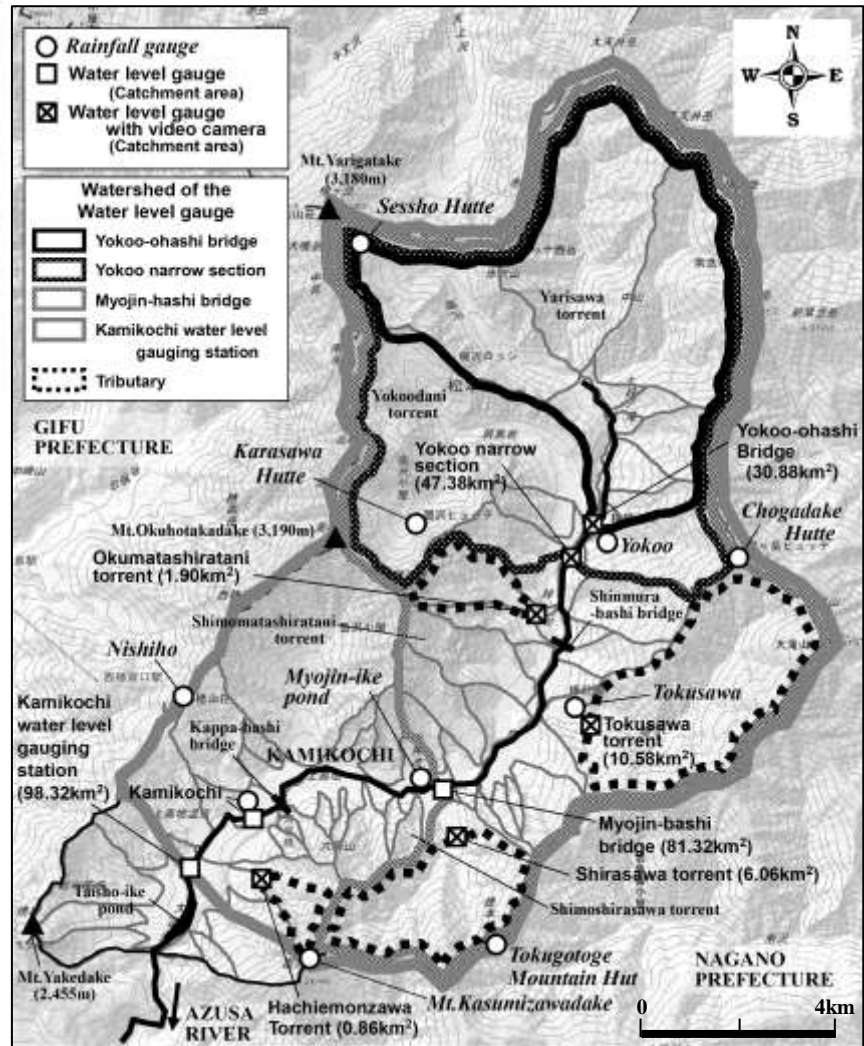 Rainfall gauge
Water level gauge
(Catchment area)
Water level gauge
with video camera
(Catchment area)
N
W E
S
Mt.Yarigatake
(3,180m)
Sessho Hutte
Watershed of the
Water level gauge
Yokoo-ohashi bridge
Yokoo narrow section
Myojin-hashi bridge
Kamikochi water level
gauging station
Tributary
Yarisawa
torrent
Yokoodani
torrent
GIFU
PREFECTURE
Karasawa
Hutte
Yokoo narrow
section
(47.38km²)
Yokoo-ohashi
Bridge
(30.88km²)
Chogadake
Hutte
Mt.Okuhotakadake (3,190m)
Yokoo
Okumatashiratani
torrent (1.90km²)
Shinmura
-bashi bridge
Shimomatashiratani
torrent
Nishiho
Myojin-ike
pond
Tokusawa
Kamikochi
water level
gauging
station
(98.32km²)
Kappa-bashi
bridge
KAMIKOCHI
Tokusawa
torrent
(10.58km²)
Kamikochi
Myojin-bashi
bridge (81.32km²)
Shirasawa torrent (6.06km²)
Taisho-ike
pond
Shimoshirasawa torrent
Mt.Yakedake
(2.455m)
Tokugotoge
Mountain Hut
NAGANO
PREFECTURE
Mt.Kasumizawadake
Hachiemonzawa
Torrent (0.86km²)
AZUSA
RIVER
0 4km